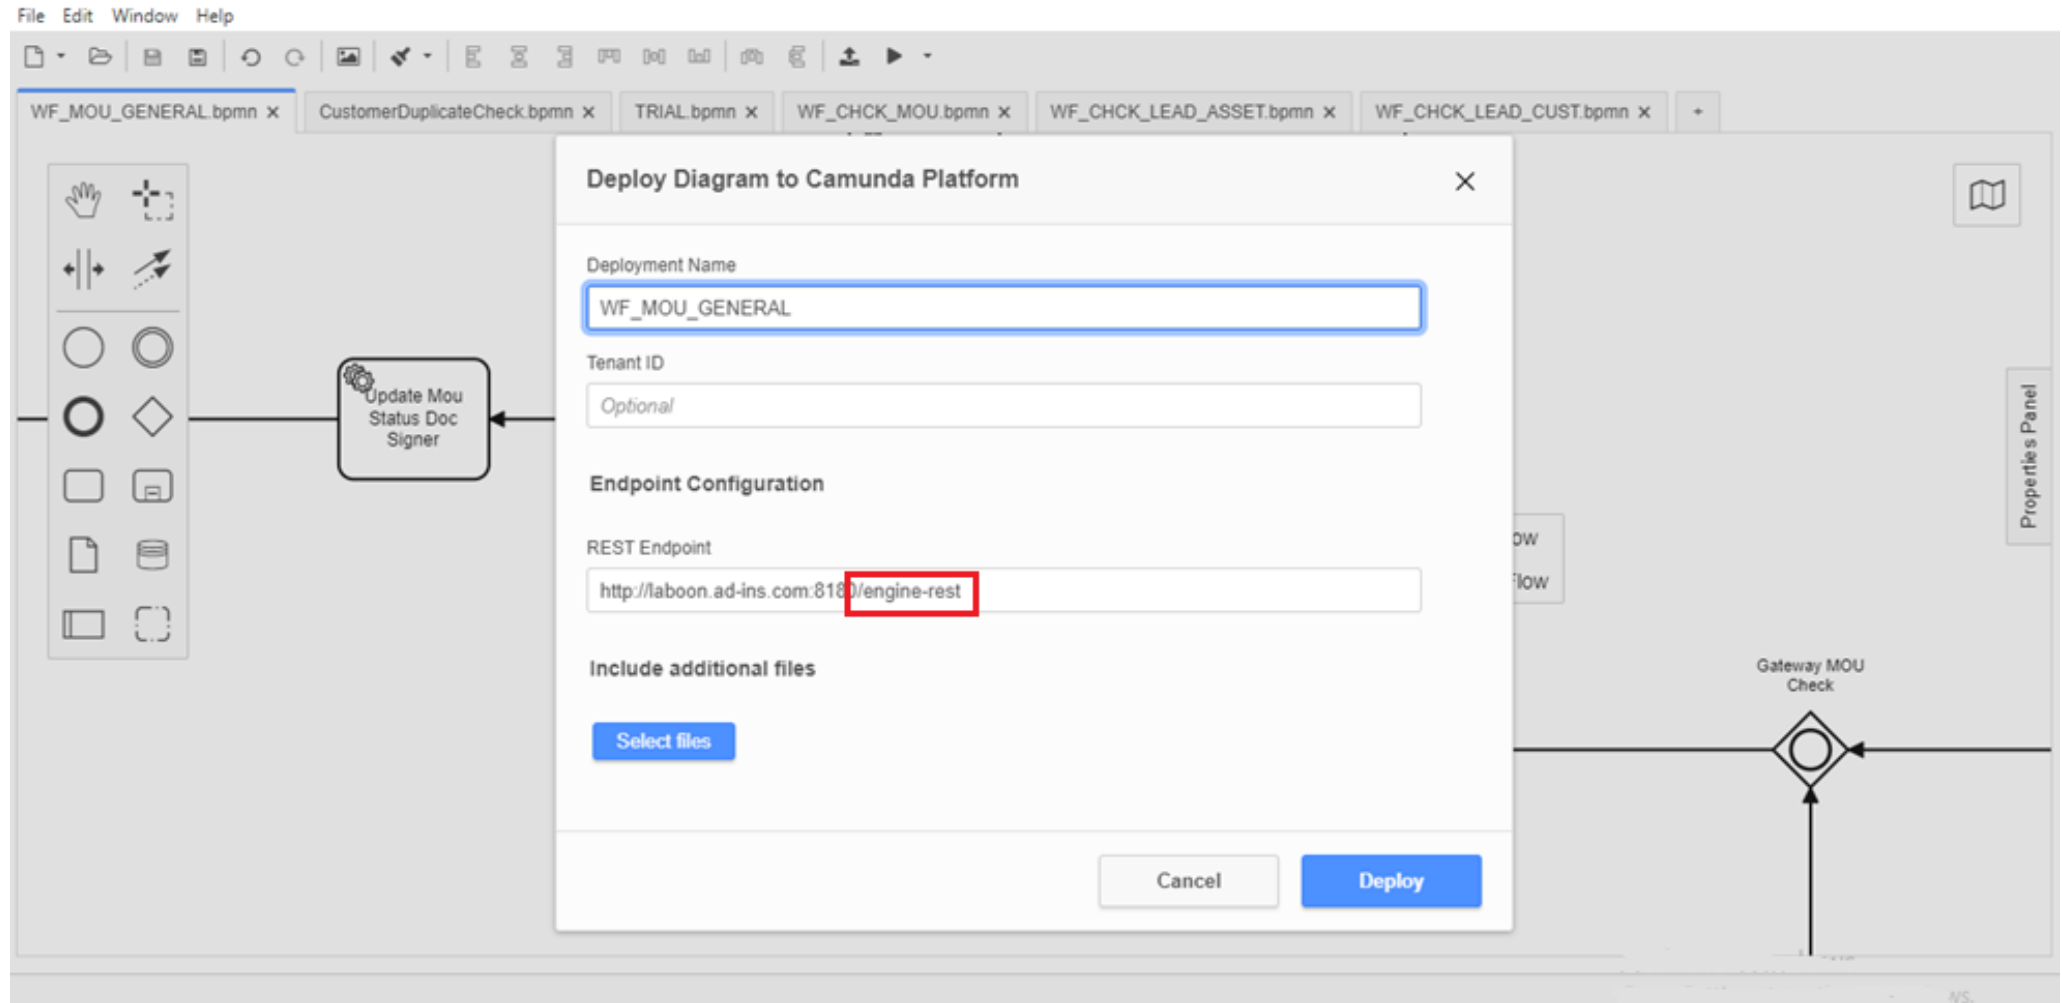 File Edit Window Help
WF_MOU_GENERAL.bpmn CustomerDuplicateCheck.bpmn TRIAL.bpmn WF_CHCK_MOU.bpmn WF_CHCK_LEAD_ASSET.bpmn WF_CHCK_LEAD_CUST.bpmn +
Deploy Diagram to Camunda Platform
Deployment Name
WF_MOU_GENERAL
Tenant ID
Optional
Endpoint Configuration
REST Endpoint
http://laboon.ad-ins.com:8180/engine-rest
Include additional files
Select files
Cancel Deploy
Update Mou
Status Doc
Signer
Properties Panel
Gateway MOU
Check